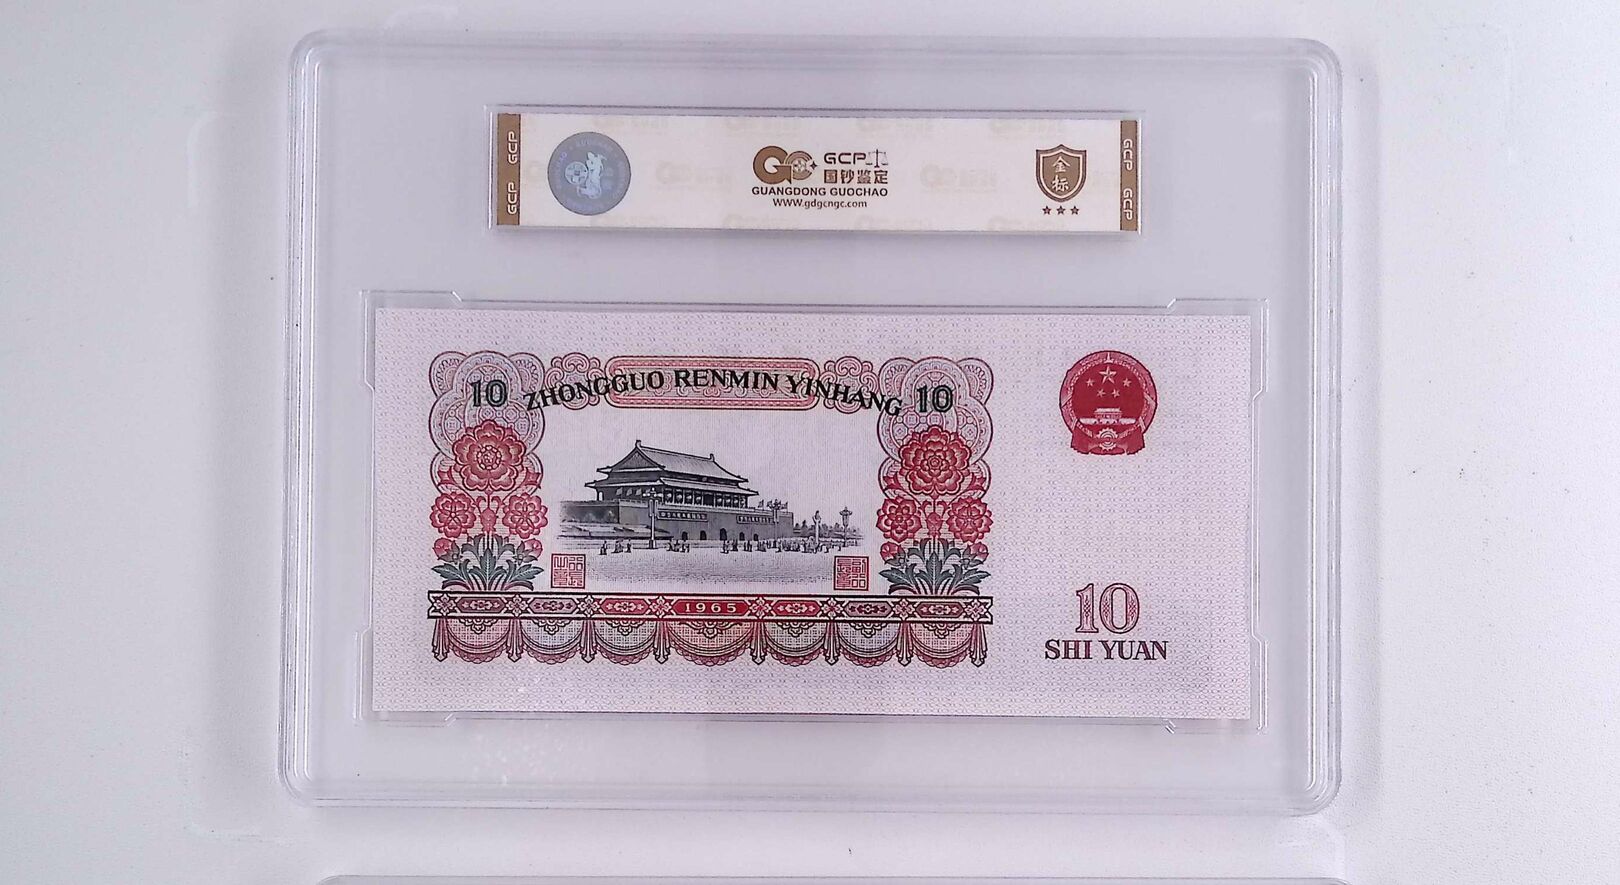 GCP GCP
GCP 国钞鉴定
GUANGDONG GUOCHAO
WWW.gdgcngc.com
金标
GCP GCP
10 ZHONGGUO RENMIN YINHANG 10
1965
10
SHI YUAN